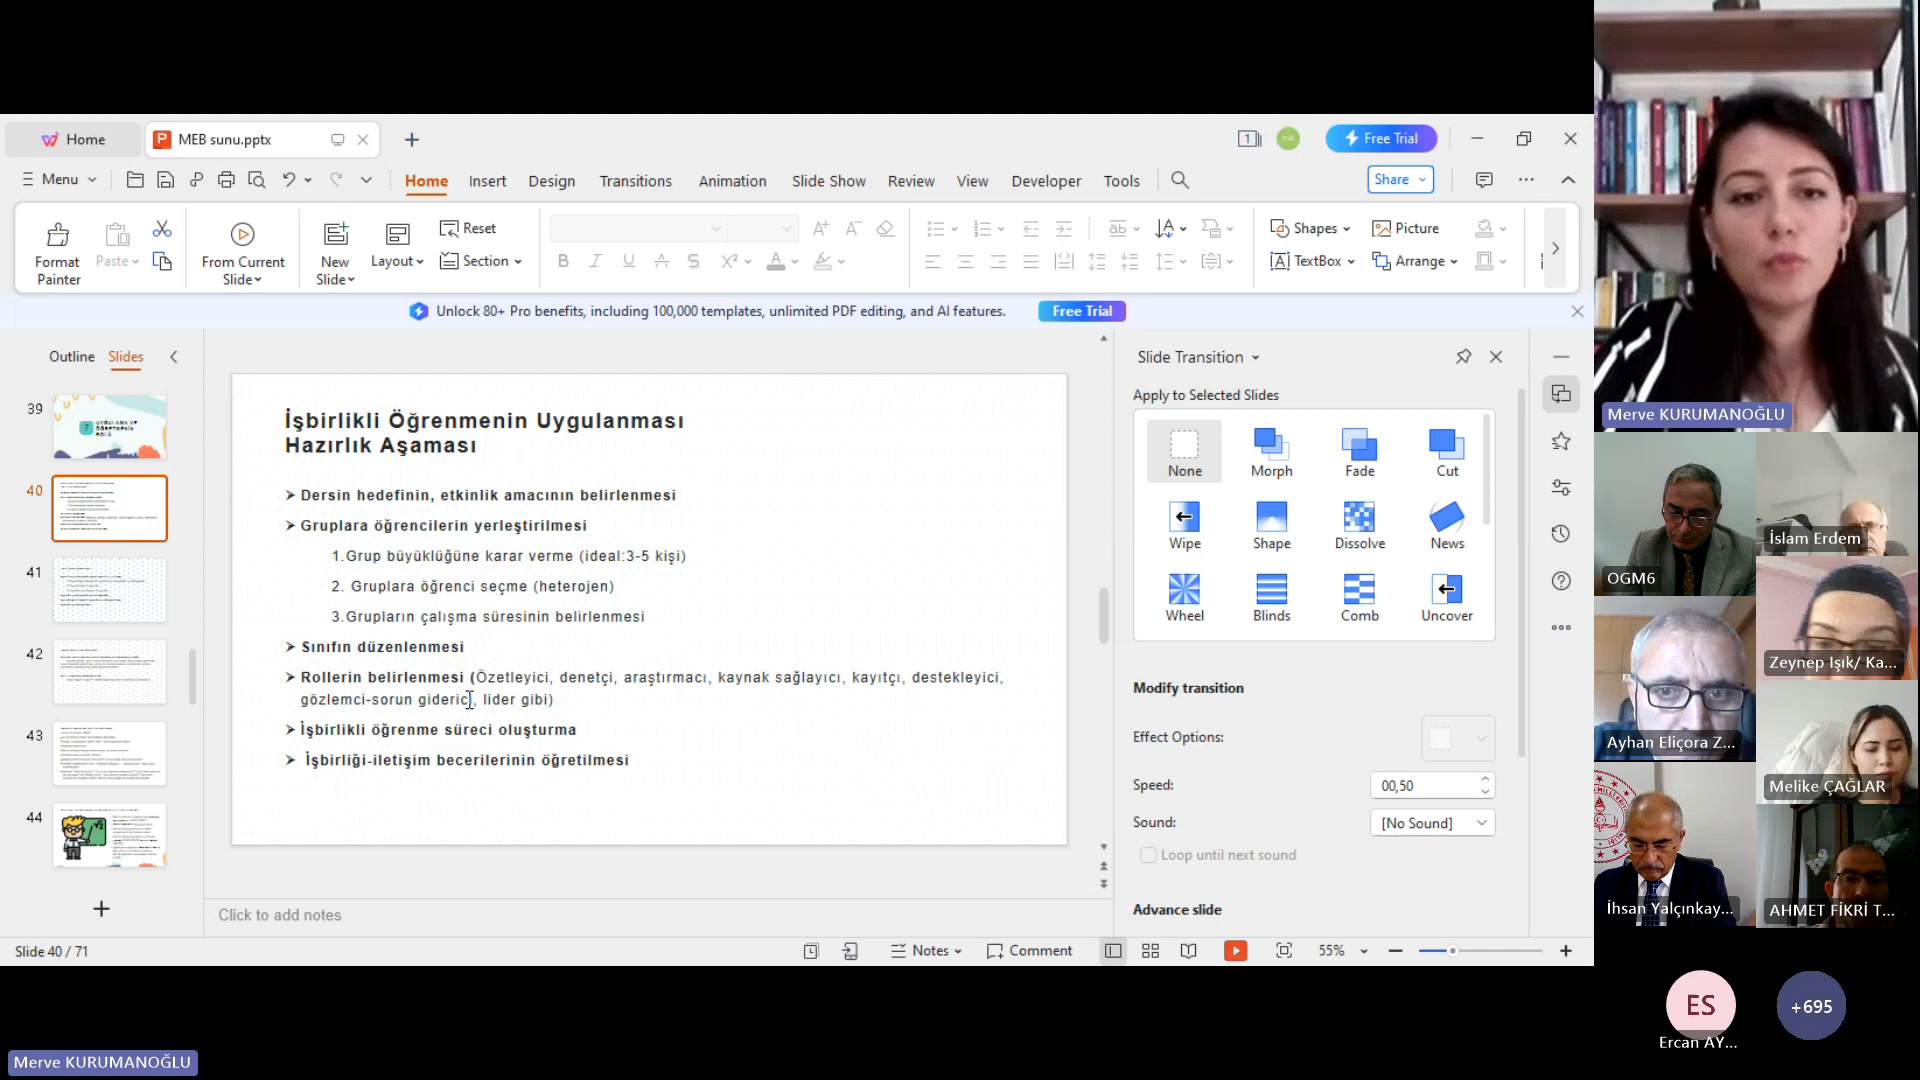 Home
MEB sunu.pptx
Free Trial
Menu
Home
Insert
Design
Transitions
Animation
Slide Show
Review
View
Developer
Tools
Share
Format Painter
Paste
From Current Slide
New Slide
Layout
Reset
Section
Shapes
Picture
TextBox
Arrange
Unlock 80+ Pro benefits, including 100,000 templates, unlimited PDF editing, and AI features.
Free Trial
Outline
Slides
39
40
41
42
43
44
İşbirlikli Öğrenmenin Uygulanması
Hazırlık Aşaması
➢ Dersin hedefinin, etkinlik amacının belirlenmesi
➢ Gruplara öğrencilerin yerleştirilmesi
1.Grup büyüklüğüne karar verme (ideal:3-5 kişi)
2. Gruplara öğrenci seçme (heterojen)
3.Grupların çalışma süresinin belirlenmesi
➢ Sınıfın düzenlenmesi
➢ Rollerin belirlenmesi (Özetleyici, denetçi, araştırmacı, kaynak sağlayıcı, kayıtçı, destekleyici,
gözlemci-sorun giderici, lider gibi)
➢ İşbirlikli öğrenme süreci oluşturma
➢ İşbirliği-iletişim becerilerinin öğretilmesi
Click to add notes
Slide Transition
Apply to Selected Slides
None
Morph
Fade
Cut
Wipe
Shape
Dissolve
News
Wheel
Blinds
Comb
Uncover
Modify transition
Effect Options:
Speed:
00,50
Sound:
[No Sound]
Loop until next sound
Advance slide
Slide 40 / 71
Notes
Comment
55%
Merve KURUMANOĞLU
OGM6
İslam Erdem
Ayhan Eliçora Z...
Zeynep Işık/ Ka...
Melike ÇAĞLAR
İhsan Yalçınkay...
AHMET FİKRİ T...
ES
Ercan AY...
+695
Merve KURUMANOĞLU